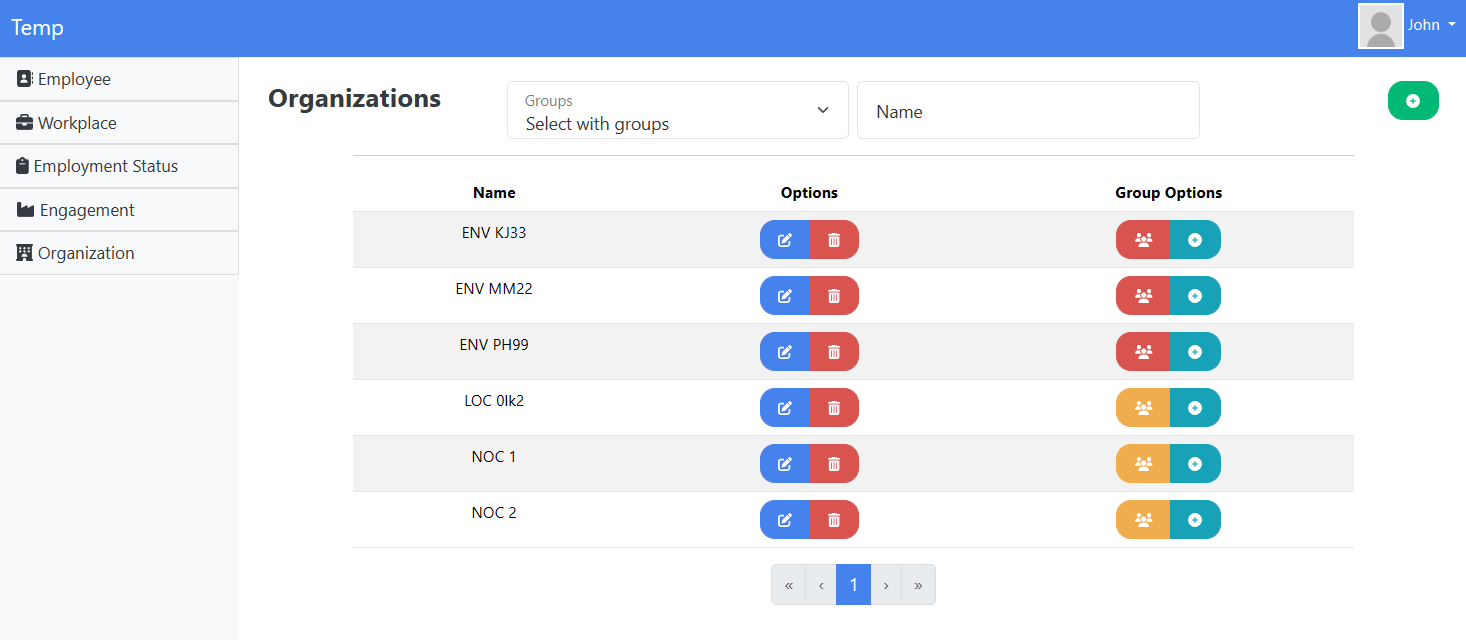 Temp
John
Employee
Workplace
Employment Status
Engagement
Organization
Organizations
Groups
Select with groups
Name
Name Options Group Options
ENV KJ33
ENV MM22
ENV PH99
LOC 0lk2
NOC 1
NOC 2
« ‹ 1 › »